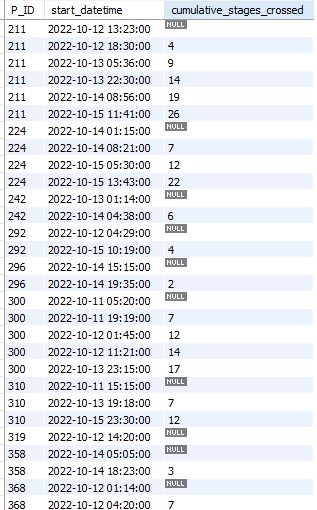 P_ID start_datetime cumulative_stages_crossed
211 2022-10-12 13:23:00 NULL
211 2022-10-12 18:30:00 4
211 2022-10-13 05:36:00 9
211 2022-10-13 22:30:00 14
211 2022-10-14 08:56:00 19
211 2022-10-15 11:41:00 26
224 2022-10-14 01:15:00 NULL
224 2022-10-14 08:21:00 7
224 2022-10-15 05:30:00 12
224 2022-10-15 13:43:00 22
242 2022-10-13 01:14:00 NULL
242 2022-10-14 04:38:00 6
292 2022-10-12 04:29:00 NULL
292 2022-10-15 10:19:00 4
296 2022-10-14 15:15:00 NULL
296 2022-10-14 19:35:00 2
300 2022-10-11 05:20:00 NULL
300 2022-10-11 19:19:00 7
300 2022-10-12 01:45:00 12
300 2022-10-12 11:21:00 14
300 2022-10-13 23:15:00 17
310 2022-10-11 15:15:00 NULL
310 2022-10-13 19:18:00 7
310 2022-10-15 23:30:00 12
319 2022-10-12 14:20:00 NULL
358 2022-10-14 05:05:00 NULL
358 2022-10-14 18:23:00 3
368 2022-10-12 01:14:00 NULL
368 2022-10-12 04:20:00 7